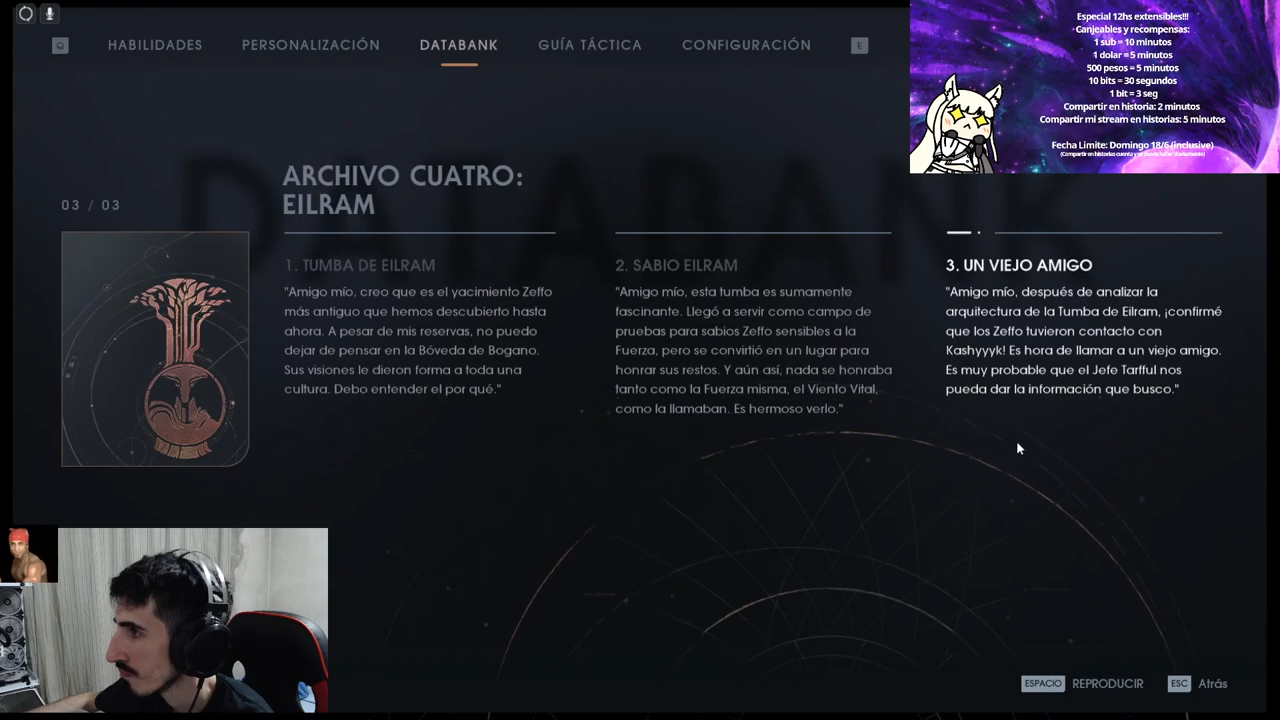 Q HABILIDADES PERSONALIZACIÓN DATABANK GUÍA TÁCTICA CONFIGURACIÓN E
Especial 12hs extensibles!!!
Canjeables y recompensas:
1 sub = 10 minutos
1 dolar = 5 minutos
500 pesos = 5 minutos
10 bits = 30 segundos
1 bit = 3 seg
Compartir en historia: 2 minutos
Compartir mi stream en historias: 5 minutos
Fecha Limite: Domingo 18/6 (inclusive)
DATABANK
03 / 03
ARCHIVO CUATRO:
EILRAM
1. TUMBA DE EILRAM
"Amigo mío, creo que es el yacimiento Zeffo
más antiguo que hemos descubierto hasta
ahora. A pesar de mis reservas, no puedo
dejar de pensar en la Bóveda de Bogano.
Sus visiones le dieron forma a toda una
cultura. Debo entender el por qué."
2. SABIO EILRAM
"Amigo mío, esta tumba es sumamente
fascinante. Llegó a servir como campo de
pruebas para sabios Zeffo sensibles a la
Fuerza, pero se convirtió en un lugar para
honrar sus restos. Y aún así, nada se honraba
tanto como la Fuerza misma, el Viento Vital,
como la llamaban. Es hermoso verlo."
3. UN VIEJO AMIGO
"Amigo mío, después de analizar la
arquitectura de la Tumba de Eilram, ¡confirmé
que los Zeffo tuvieron contacto con
Kashyyyk! Es hora de llamar a un viejo amigo.
Es muy probable que el Jefe Tarfful nos
pueda dar la información que busco."
ESPACIO REPRODUCIR ESC Atrás